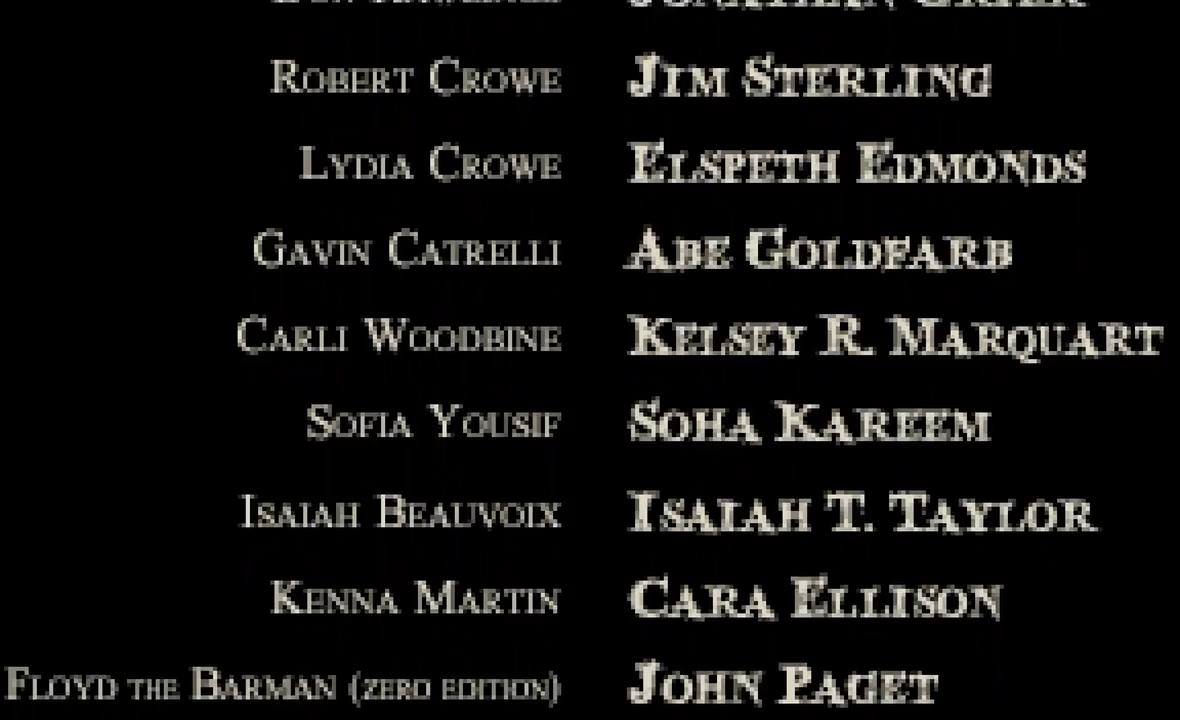 Robert Crowe Jim Sterling
Lydia Crowe Elspeth Edmonds
Gavin Catrelli Abe Goldfarb
Carli Woodbine Kelsey R. Marquart
Sofia Yousif Soha Kareem
Isaiah Beauvoix Isaiah T. Taylor
Kenna Martin Cara Ellison
Floyd the Barman (zero edition) John Paget